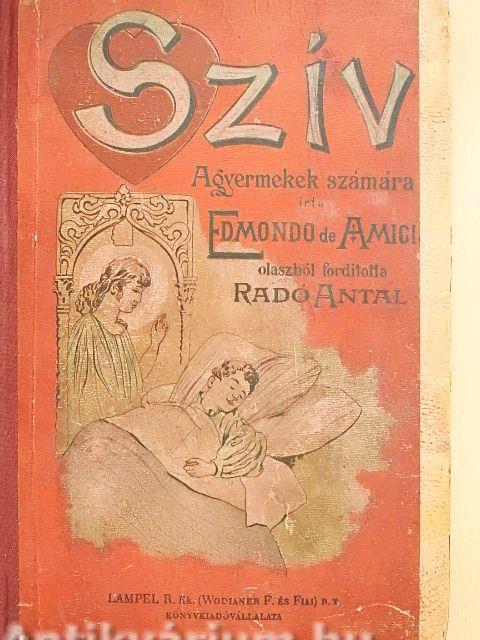 Szív
A gyermekek számára
írta
EDMONDO de AMICI
olaszból fordította
RADÓ ANTAL
LAMPEL R. Kk. (WODIANER F. ÉS FIAI) R. T.
KÖNYVKIADÓVÁLLALATA